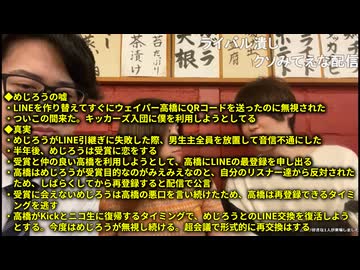 ライバル潰し
クソみてえな配信
天ぷら
茶漬け
◆めじろうの嘘
・LINEを作り替えてすぐにウェイパー高橋にQRコードを送ったのに無視された
・ついこの間来た。キッカーズ入団に僕を利用しようとしてる
◆真実
・めじろうがLINE引継ぎに失敗した際、男生主全員を放置して音信不通にした
・半年後、めじろうは受賞に恋をする
・受賞と仲の良い高橋を利用しようとして、高橋にLINEの最登録を申し出る
・高橋はめじろうが受賞目的なのがみえみえなのと、自分のリスナー達から反対された
ため、しばらくしてから再登録すると配信で公言
・受賞に会えないめじろうは高橋の悪口を言い続けたため、高橋は再登録できるタイミ
ングを逃す
・高橋がKickとニコ生に復帰するタイミングで、めじろうとのLINE交換を復活しよう
とする。今度はめじろうが無視し続ける。超会議で形式的に再交換はする